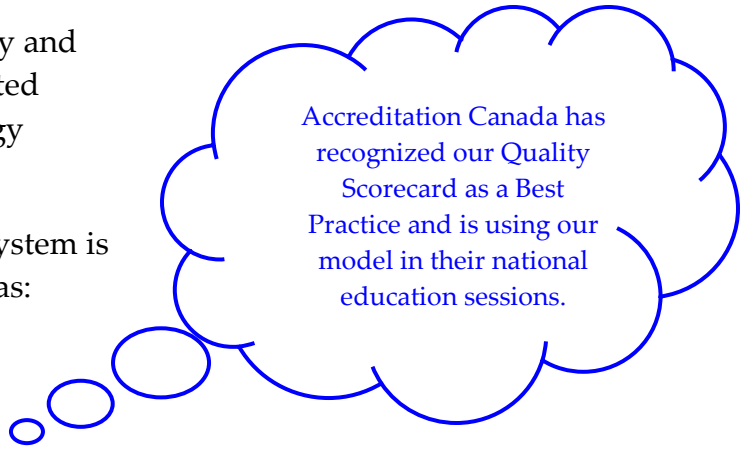 y and
ted
gy
ystem is
as:
Accreditation Canada has
recognized our Quality
Scorecard as a Best
Practice and is using our
model in their national
education sessions.